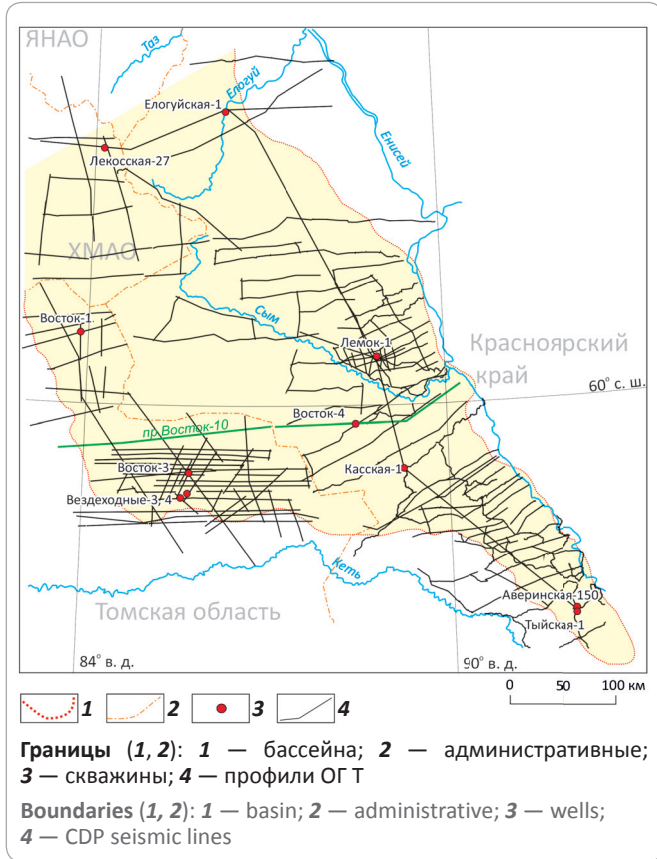 ЯНАО
Таз
Елогуй
Елогуйская-1
Енисей
Лекосская-27
ХМАО
Восток-1
Сым
Лемок-1
Красноярский
край
60° с. ш.
Восток-4
пр.Восток-10
Восток-3
Касская-1
Вездеходные-3, 4
Кеть
Аверинская-150
Томская область
Тыйская-1
84° в. д.
90° в. д.
0 50 100 км
1 2 3 4
Границы (1, 2): 1 — бассейна; 2 — административные;
3 — скважины; 4 — профили ОГ Т
Boundaries (1, 2): 1 — basin; 2 — administrative; 3 — wells;
4 — CDP seismic lines